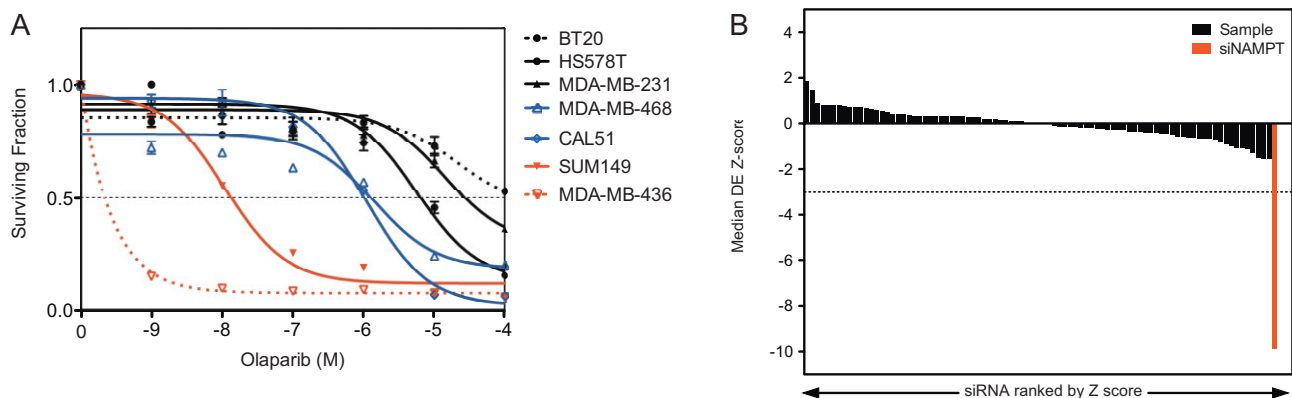 A
Surviving Fraction
1.0
0.5
0.0
0 -9 -8 -7 -6 -5 -4
Olaparib (M)
BT20
HS578T
MDA-MB-231
MDA-MB-468
CAL51
SUM149
MDA-MB-436
B
Median DE Z-score
4
2
0
-2
-4
-6
-8
-10
Sample
siNAMPT
siRNA ranked by Z score